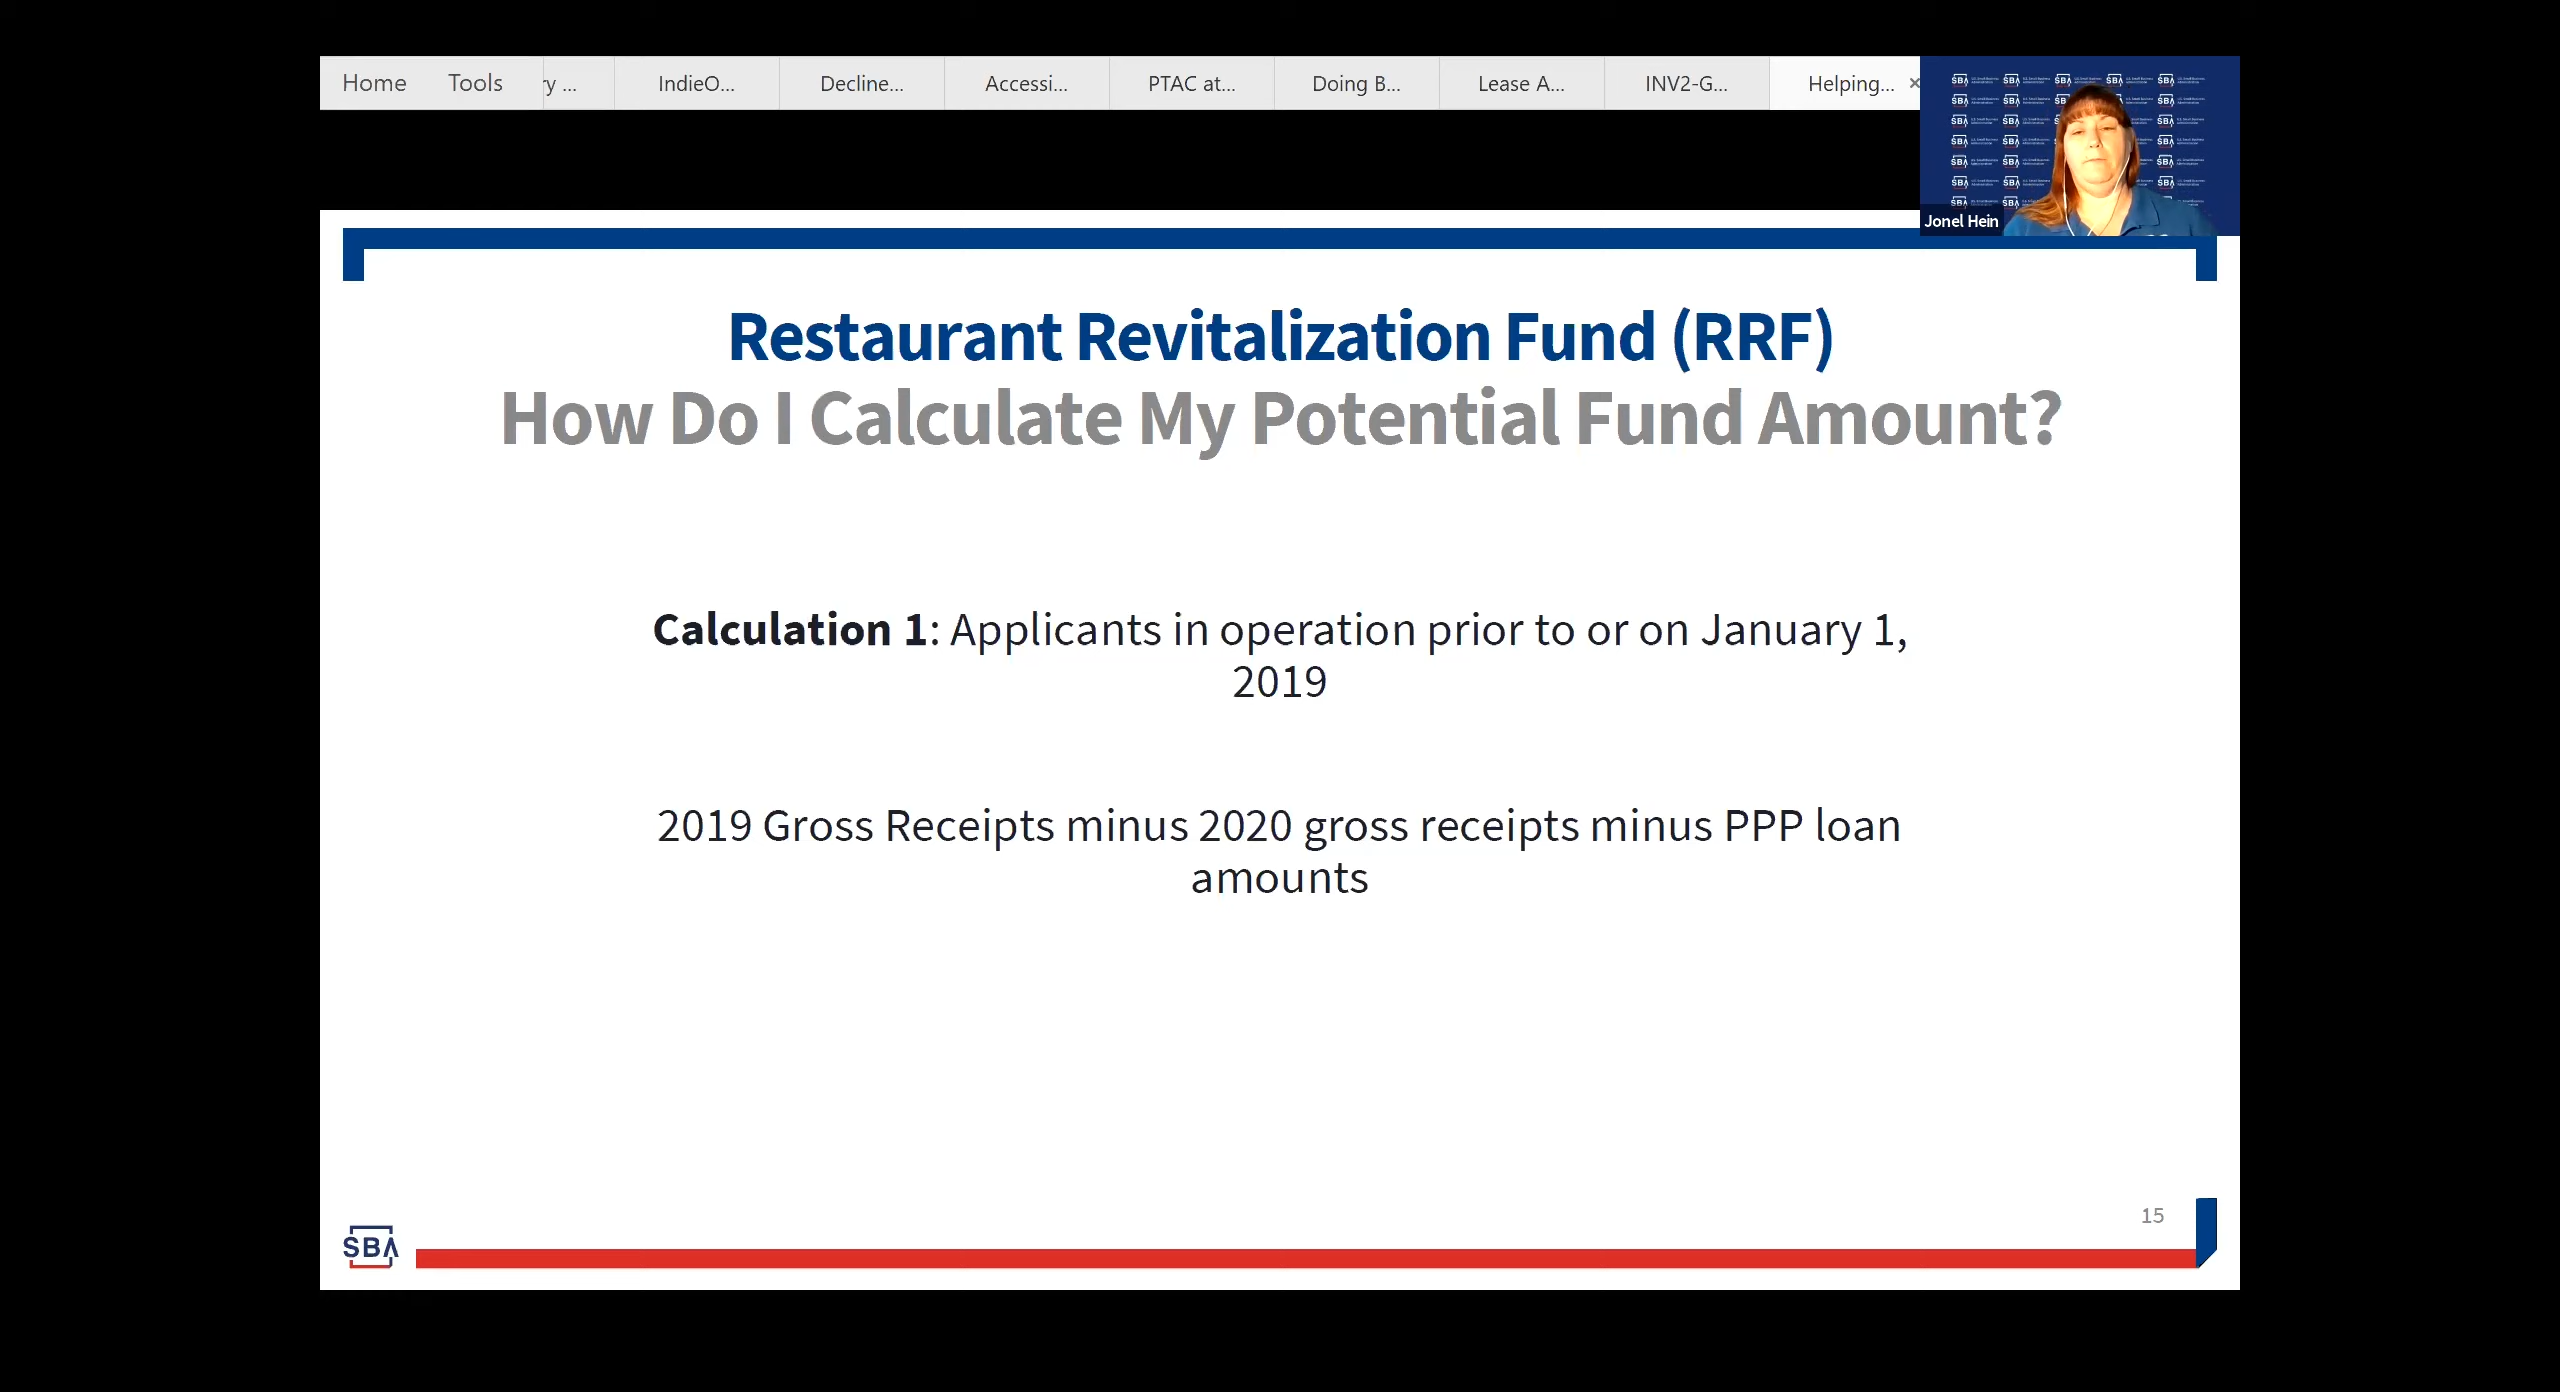 Home Tools ry ... IndieO... Decline... Accessi... PTAC at... Doing B... Lease A... INV2-G... Helping... ×
Jonel Hein
Restaurant Revitalization Fund (RRF)
How Do I Calculate My Potential Fund Amount?
Calculation 1: Applicants in operation prior to or on January 1,
2019
2019 Gross Receipts minus 2020 gross receipts minus PPP loan
amounts
15
SBA